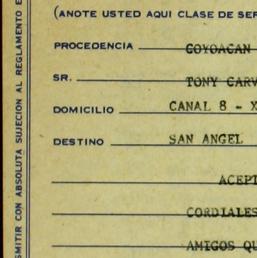 (ANOTE USTED AQUI CLASE DE SER
PROCEDENCIA COYOACAN
SR. TONY CARV
DOMICILIO CANAL 8 - X
DESTINO SAN ANGEL
ACEPT
CORDIALES
AMIGOS QU
SMITIR CON ABSOLUTA SUJECION AL REGLAMENTO E